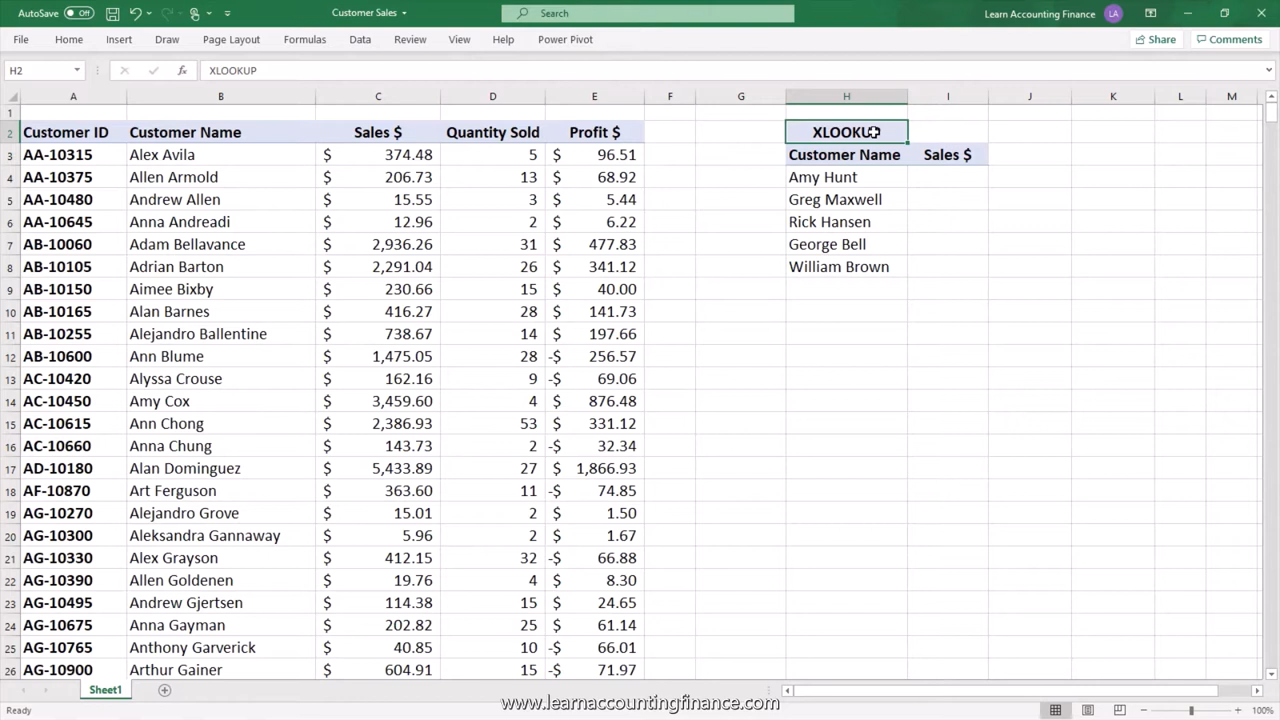 AutoSave Off Customer Sales Search Learn Accounting Finance LA
File Home Insert Draw Page Layout Formulas Data Review View Help Power Pivot Share Comments
H2 fx XLOOKUP
A B C D E F G H I J K L M
1
2 Customer ID Customer Name Sales $ Quantity Sold Profit $ XLOOKUP
3 AA-10315 Alex Avila $ 374.48 5 $ 96.51 Customer Name Sales $
4 AA-10375 Allen Armold $ 206.73 13 $ 68.92 Amy Hunt
5 AA-10480 Andrew Allen $ 15.55 3 $ 5.44 Greg Maxwell
6 AA-10645 Anna Andreadi $ 12.96 2 $ 6.22 Rick Hansen
7 AB-10060 Adam Bellavance $ 2,936.26 31 $ 477.83 George Bell
8 AB-10105 Adrian Barton $ 2,291.04 26 $ 341.12 William Brown
9 AB-10150 Aimee Bixby $ 230.66 15 $ 40.00
10 AB-10165 Alan Barnes $ 416.27 28 $ 141.73
11 AB-10255 Alejandro Ballentine $ 738.67 14 $ 197.66
12 AB-10600 Ann Blume $ 1,475.05 28 -$ 256.57
13 AC-10420 Alyssa Crouse $ 162.16 9 -$ 69.06
14 AC-10450 Amy Cox $ 3,459.60 4 $ 876.48
15 AC-10615 Ann Chong $ 2,386.93 53 $ 331.12
16 AC-10660 Anna Chung $ 143.73 2 -$ 32.34
17 AD-10180 Alan Dominguez $ 5,433.89 27 $ 1,866.93
18 AF-10870 Art Ferguson $ 363.60 11 -$ 74.85
19 AG-10270 Alejandro Grove $ 15.01 2 $ 1.50
20 AG-10300 Aleksandra Gannaway $ 5.96 2 $ 1.67
21 AG-10330 Alex Grayson $ 412.15 32 -$ 66.88
22 AG-10390 Allen Goldenen $ 19.76 4 $ 8.30
23 AG-10495 Andrew Gjertsen $ 114.38 15 $ 24.65
24 AG-10675 Anna Gayman $ 202.82 25 $ 61.14
25 AG-10765 Anthony Garverick $ 40.85 10 -$ 66.01
26 AG-10900 Arthur Gainer $ 604.91 15 -$ 71.97
Sheet1
www.learnaccountingfinance.com
Ready 100%